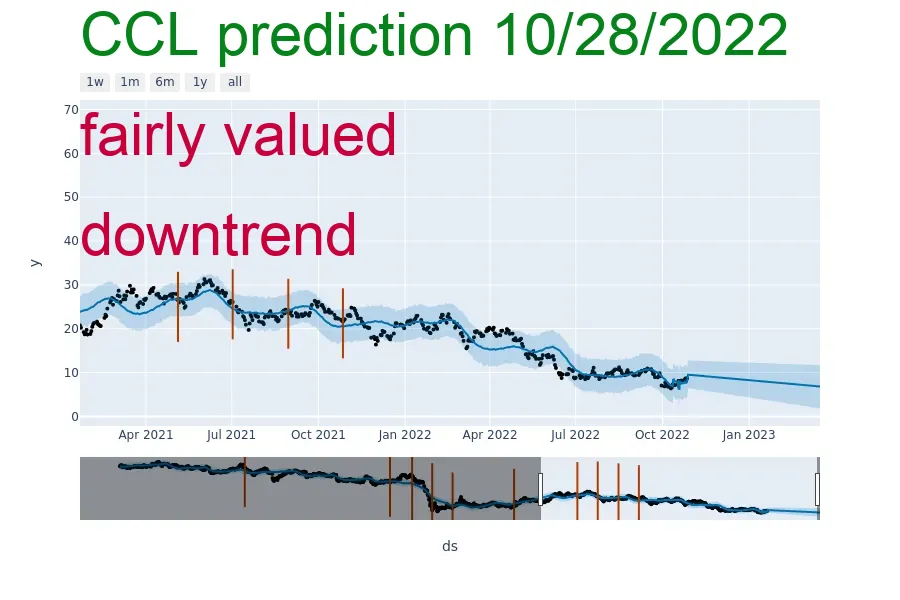 CCL prediction 10/28/2022
1w 1m 6m 1y all
70
fairly valued
60
50
downtrend
40
y
30
20
10
0
Apr 2021 Jul 2021 Oct 2021 Jan 2022 Apr 2022 Jul 2022 Oct 2022 Jan 2023
ds